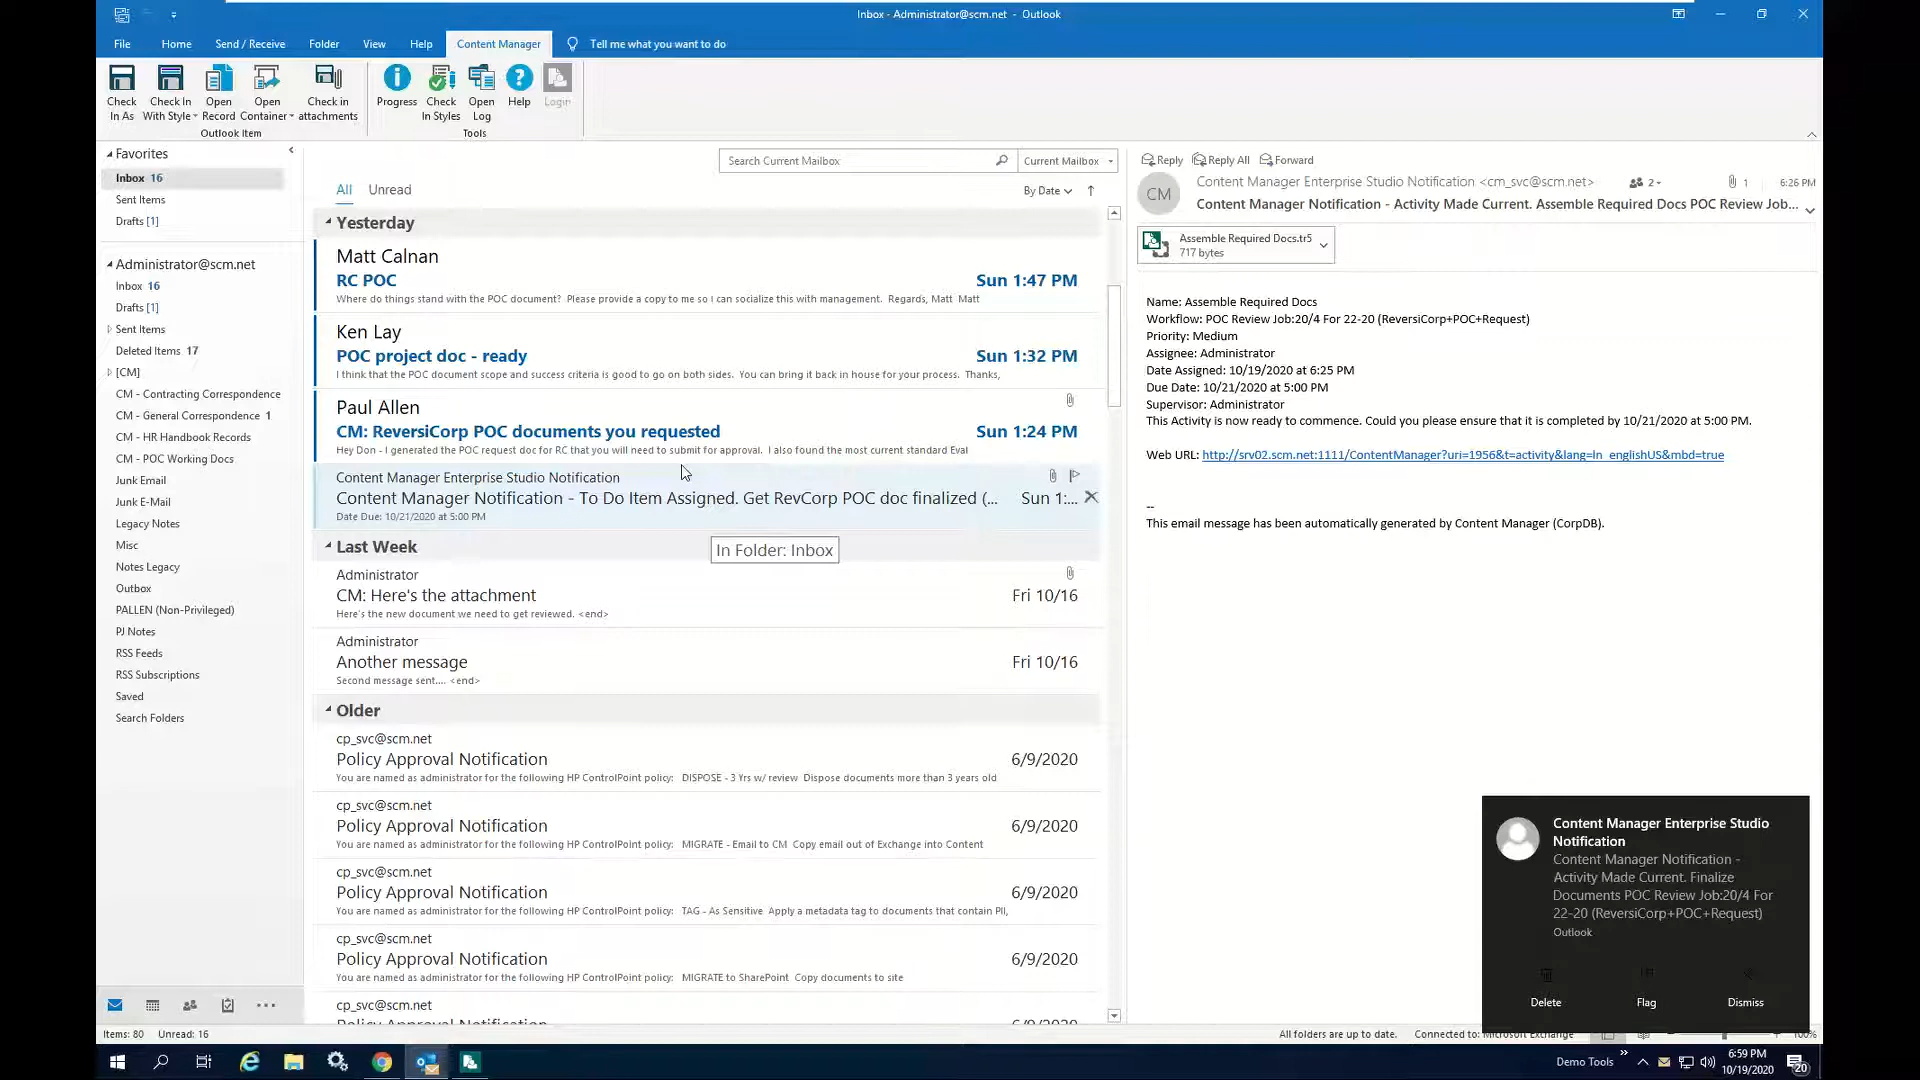 Inbox - Administrator@scm.net - Outlook
File Home Send / Receive Folder View Help Content Manager Tell me what you want to do
Check In As
Check In With Style
Open Record
Open Container
Check in attachments
Outlook Item
Progress
Check In Styles
Open Log
Help
Login
Tools
Favorites
Inbox 16
Sent Items
Drafts [1]
Administrator@scm.net
Inbox 16
Drafts [1]
Sent Items
Deleted Items 17
[CM]
CM - Contracting Correspondence
CM - General Correspondence 1
CM - HR Handbook Records
CM - POC Working Docs
Junk Email
Junk E-Mail
Legacy Notes
Misc
Notes Legacy
Outbox
PALLEN (Non-Privileged)
PJ Notes
RSS Feeds
RSS Subscriptions
Saved
Search Folders
Search Current Mailbox
Current Mailbox
All Unread
By Date
Yesterday
Matt Calnan
RC POC Sun 1:47 PM
Where do things stand with the POC document? Please provide a copy to me so I can socialize this with management. Regards, Matt Matt
Ken Lay
POC project doc - ready Sun 1:32 PM
I think that the POC document scope and success criteria is good to go on both sides. You can bring it back in house for your process. Thanks,
Paul Allen
CM: ReversiCorp POC documents you requested Sun 1:24 PM
Hey Don - I generated the POC request doc for RC that you will need to submit for approval. I also found the most current standard Eval
Content Manager Enterprise Studio Notification
Content Manager Notification - To Do Item Assigned. Get RevCorp POC doc finalized (... Sun 1:...
Date Due: 10/21/2020 at 5:00 PM
Last Week
In Folder: Inbox
Administrator
CM: Here's the attachment Fri 10/16
Here's the new document we need to get reviewed. <end>
Administrator
Another message Fri 10/16
Second message sent.... <end>
Older
cp_svc@scm.net
Policy Approval Notification 6/9/2020
You are named as administrator for the following HP ControlPoint policy: DISPOSE - 3 Yrs w/ review Dispose documents more than 3 years old
cp_svc@scm.net
Policy Approval Notification 6/9/2020
You are named as administrator for the following HP ControlPoint policy: MIGRATE - Email to CM Copy email out of Exchange into Content
cp_svc@scm.net
Policy Approval Notification 6/9/2020
You are named as administrator for the following HP ControlPoint policy: TAG - As Sensitive Apply a metadata tag to documents that contain PII,
cp_svc@scm.net
Policy Approval Notification 6/9/2020
You are named as administrator for the following HP ControlPoint policy: MIGRATE to SharePoint Copy documents to site
cp_svc@scm.net
Reply Reply All Forward
CM
Content Manager Enterprise Studio Notification <cm_svc@scm.net> 2 1 6:26 PM
Content Manager Notification - Activity Made Current. Assemble Required Docs POC Review Job...
Assemble Required Docs.tr5
717 bytes
Name: Assemble Required Docs
Workflow: POC Review Job:20/4 For 22-20 (ReversiCorp+POC+Request)
Priority: Medium
Assignee: Administrator
Date Assigned: 10/19/2020 at 6:25 PM
Due Date: 10/21/2020 at 5:00 PM
Supervisor: Administrator
This Activity is now ready to commence. Could you please ensure that it is completed by 10/21/2020 at 5:00 PM.
Web URL: http://srv02.scm.net:1111/ContentManager?uri=1956&t=activity&lang=ln_englishUS&mbd=true
--
This email message has been automatically generated by Content Manager (CorpDB).
Content Manager Enterprise Studio
Notification
Content Manager Notification -
Activity Made Current. Finalize
Documents POC Review Job:20/4 For
22-20 (ReversiCorp+POC+Request)
Outlook
Delete Flag Dismiss
Items: 80 Unread: 16
All folders are up to date. Connected to: Microsoft Exchange 100%
Demo Tools
6:59 PM
10/19/2020
20